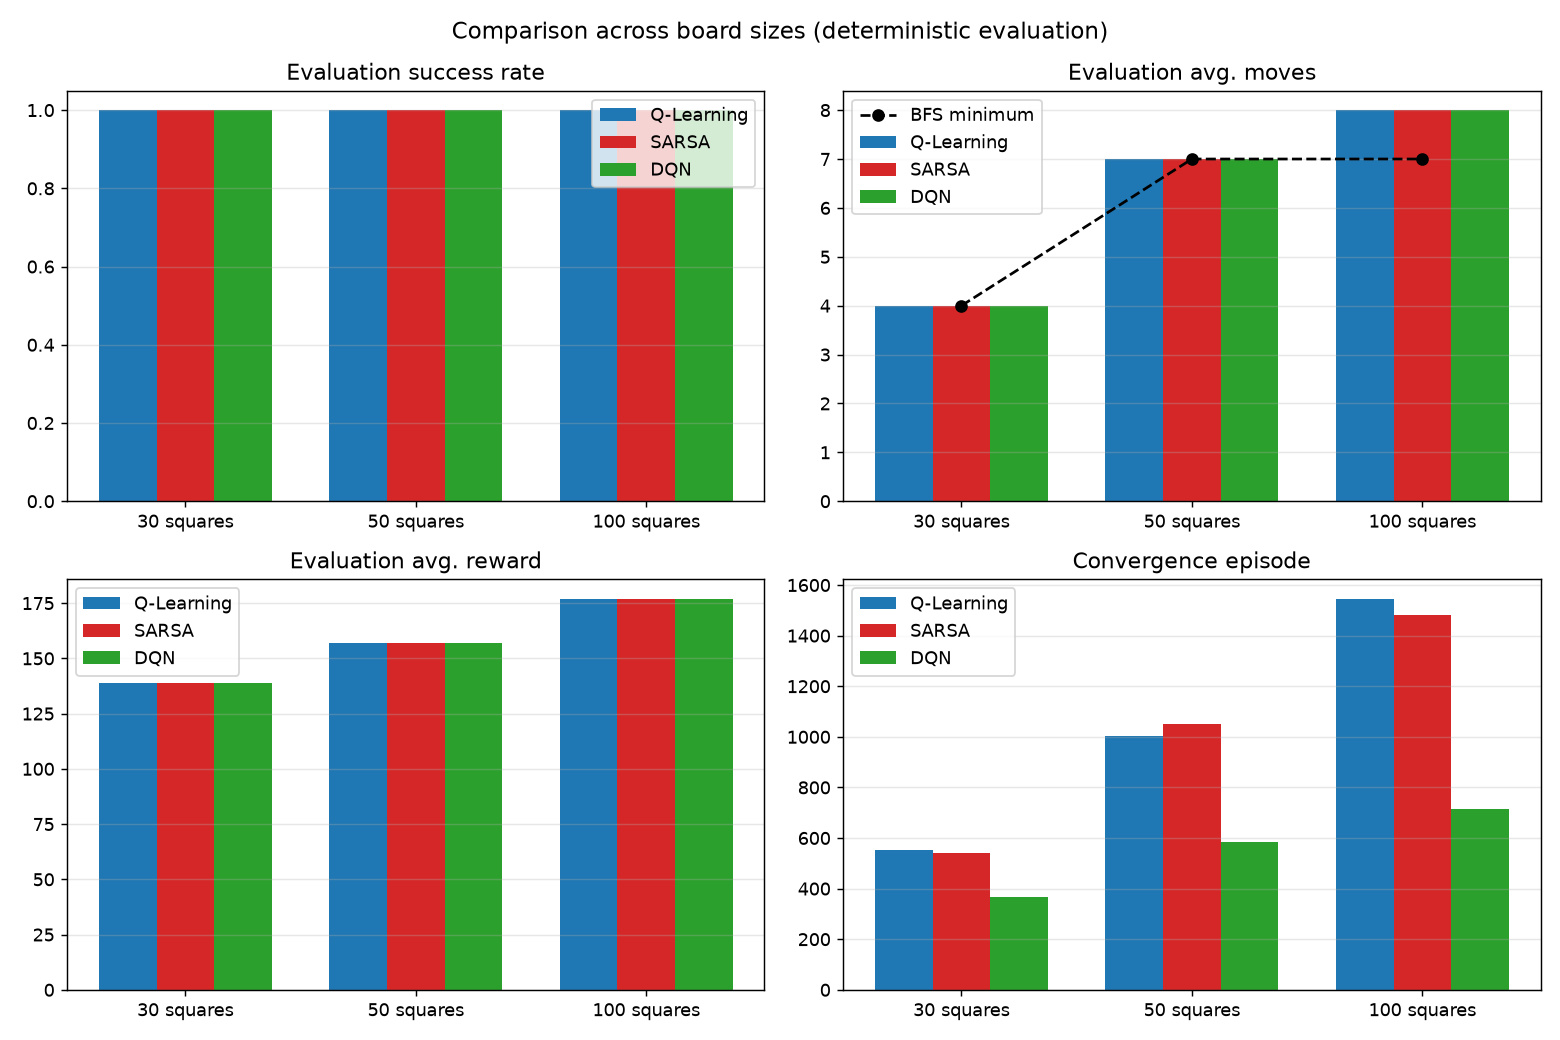 Comparison across board sizes (deterministic evaluation)
Evaluation success rate
1.0
0.8
0.6
0.4
0.2
0.0
Q-Learning
SARSA
DQN
30 squares
50 squares
100 squares
Evaluation avg. moves
8
7
6
5
4
3
2
1
0
BFS minimum
Q-Learning
SARSA
DQN
30 squares
50 squares
100 squares
Evaluation avg. reward
175
150
125
100
75
50
25
0
Q-Learning
SARSA
DQN
30 squares
50 squares
100 squares
Convergence episode
1600
1400
1200
1000
800
600
400
200
0
Q-Learning
SARSA
DQN
30 squares
50 squares
100 squares